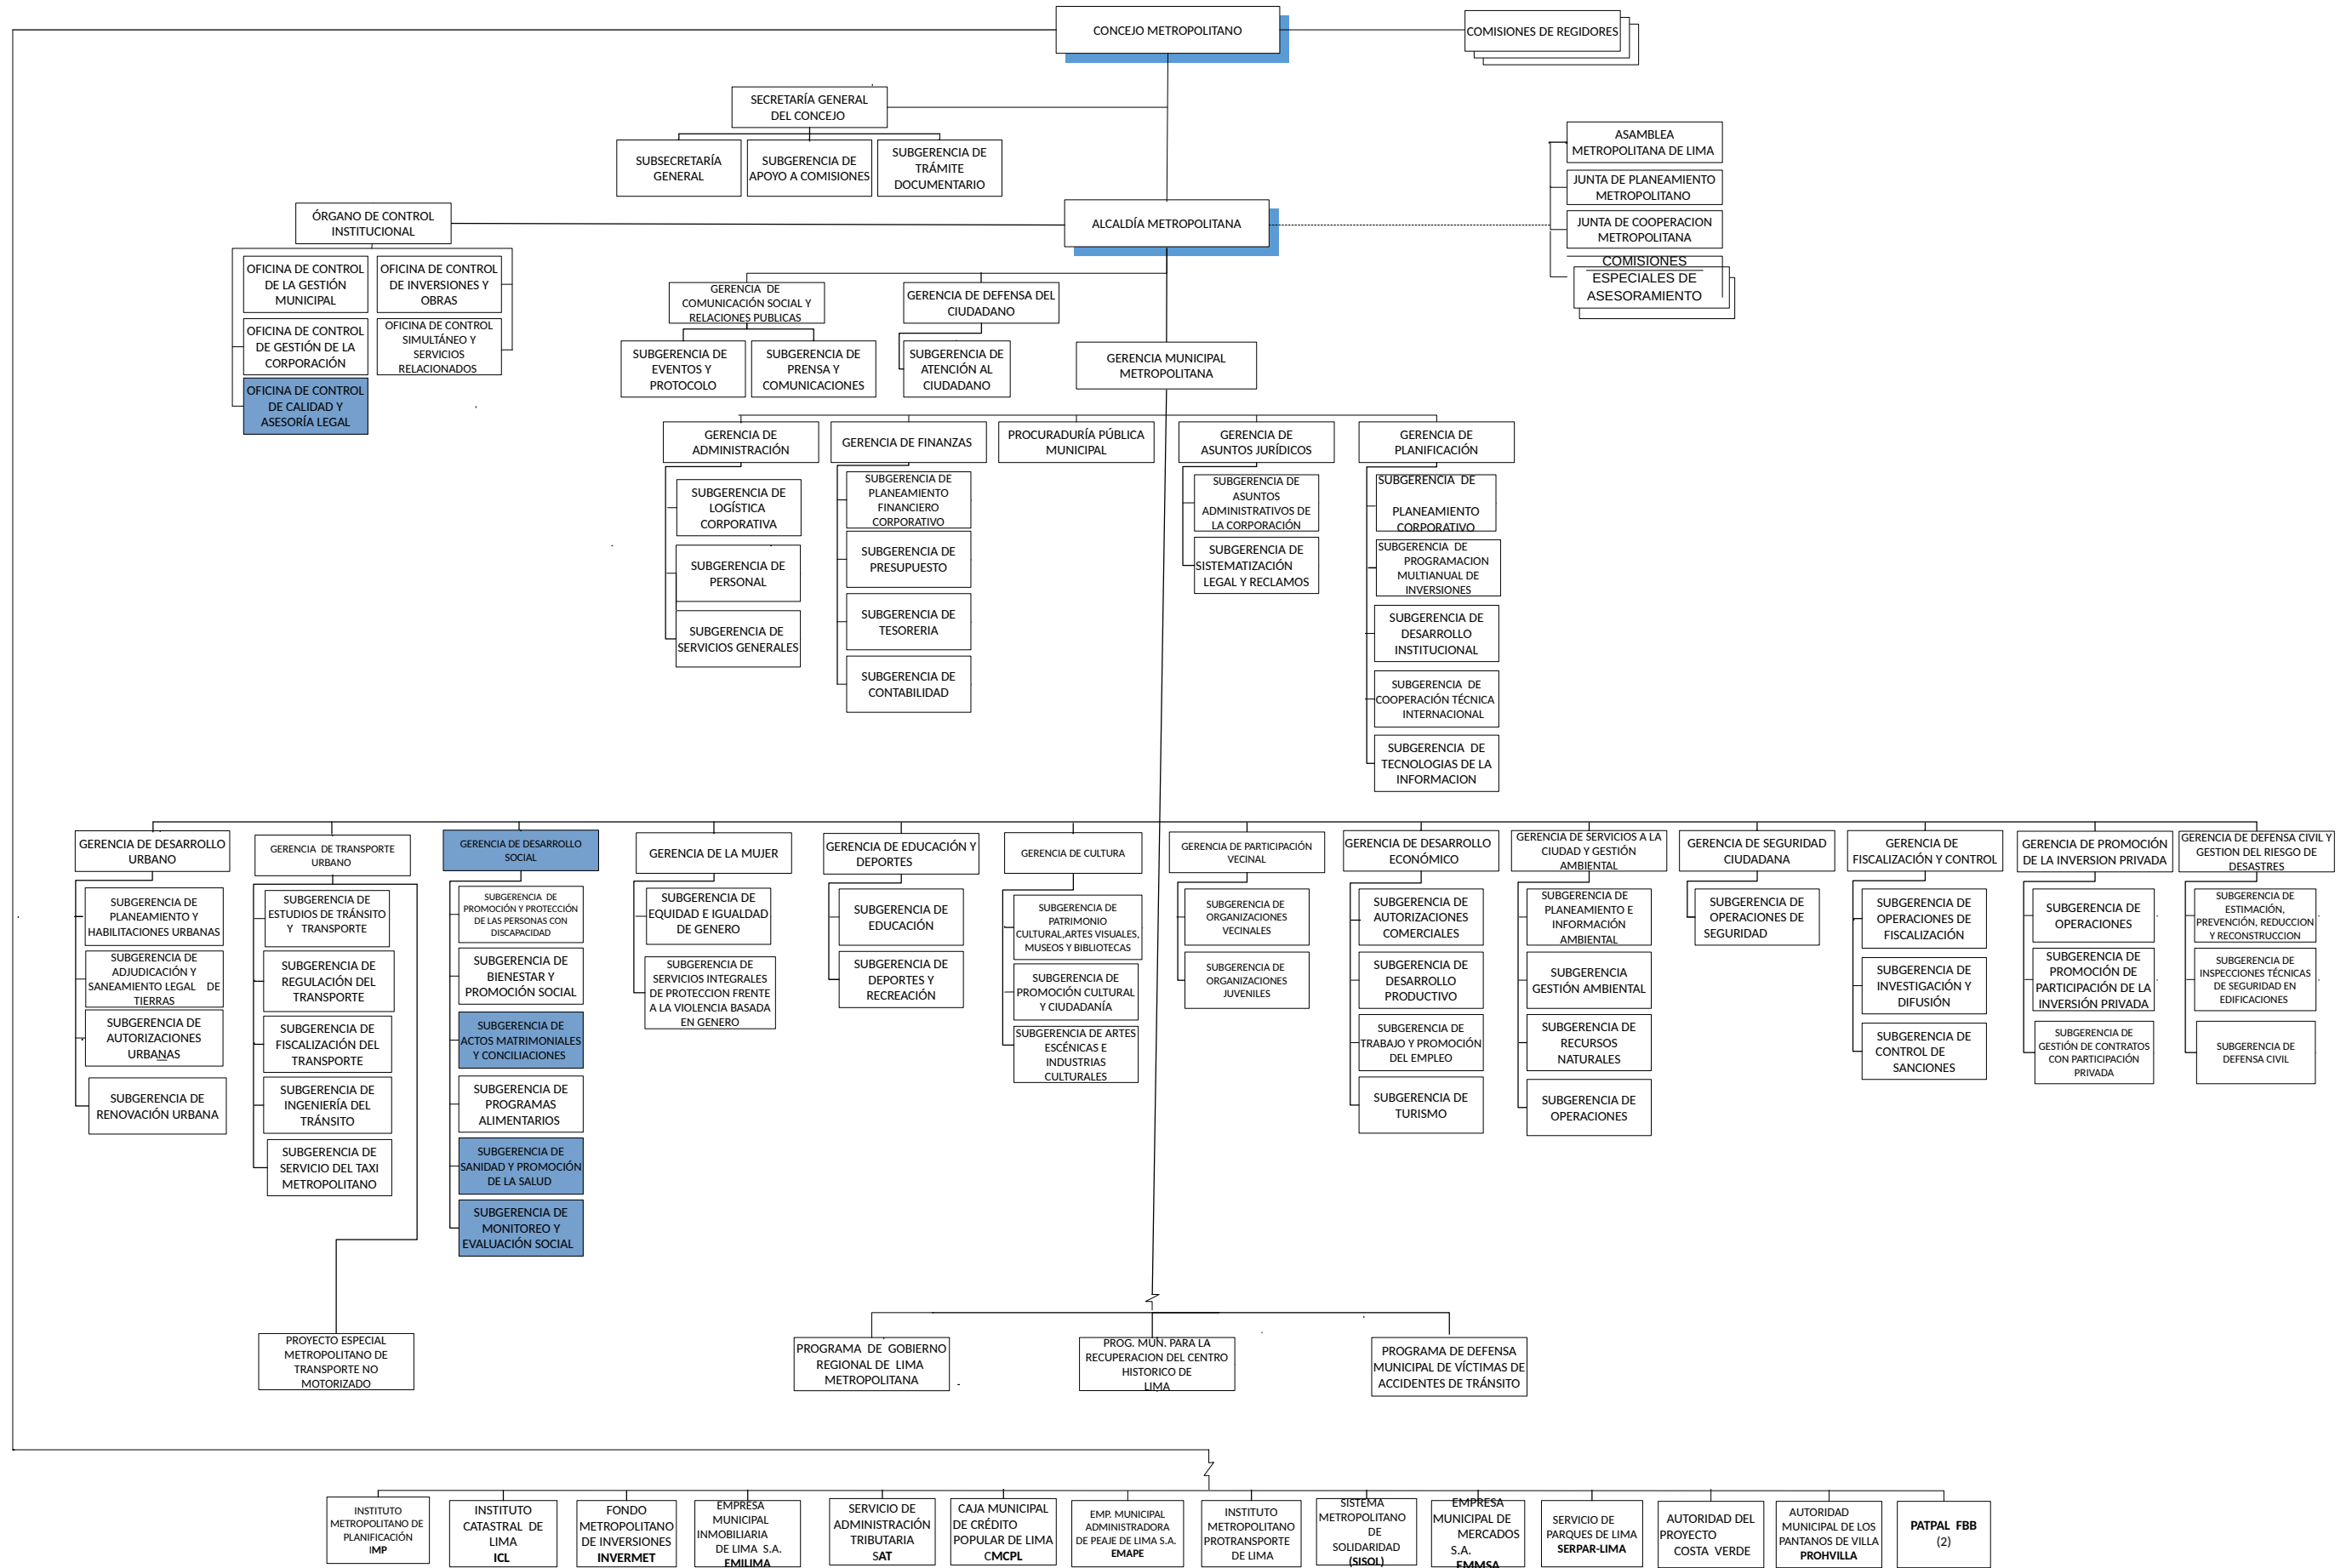 CONCEJO METROPOLITANO
COMISIONES DE REGIDORES
SECRETARÍA GENERAL
DEL CONCEJO
SUBSECRETARÍA
GENERAL
SUBGERENCIA DE
APOYO A COMISIONES
SUBGERENCIA DE
TRÁMITE
DOCUMENTARIO
ASAMBLEA
METROPOLITANA DE LIMA
JUNTA DE PLANEAMIENTO
METROPOLITANO
JUNTA DE COOPERACION
METROPOLITANA
COMISIONES
ESPECIALES DE
ASESORAMIENTO
ÓRGANO DE CONTROL
INSTITUCIONAL
ALCALDÍA METROPOLITANA
OFICINA DE CONTROL
DE LA GESTIÓN
MUNICIPAL
OFICINA DE CONTROL
DE INVERSIONES Y
OBRAS
OFICINA DE CONTROL
DE GESTIÓN DE LA
CORPORACIÓN
OFICINA DE CONTROL
SIMULTÁNEO Y
SERVICIOS
RELACIONADOS
OFICINA DE CONTROL
DE CALIDAD Y
ASESORÍA LEGAL
GERENCIA DE
COMUNICACIÓN SOCIAL Y
RELACIONES PUBLICAS
GERENCIA DE DEFENSA DEL
CIUDADANO
SUBGERENCIA DE
EVENTOS Y
PROTOCOLO
SUBGERENCIA DE
PRENSA Y
COMUNICACIONES
SUBGERENCIA DE
ATENCIÓN AL
CIUDADANO
GERENCIA MUNICIPAL
METROPOLITANA
GERENCIA DE
ADMINISTRACIÓN
GERENCIA DE FINANZAS
PROCURADURÍA PÚBLICA
MUNICIPAL
GERENCIA DE
ASUNTOS JURÍDICOS
GERENCIA DE
PLANIFICACIÓN
SUBGERENCIA DE
LOGÍSTICA
CORPORATIVA
SUBGERENCIA DE
PERSONAL
SUBGERENCIA DE
SERVICIOS GENERALES
SUBGERENCIA DE
PLANEAMIENTO
FINANCIERO
CORPORATIVO
SUBGERENCIA DE
PRESUPUESTO
SUBGERENCIA DE
TESORERIA
SUBGERENCIA DE
CONTABILIDAD
SUBGERENCIA DE
ASUNTOS
ADMINISTRATIVOS DE
LA CORPORACIÓN
SUBGERENCIA DE
SISTEMATIZACIÓN
LEGAL Y RECLAMOS
SUBGERENCIA DE
PLANEAMIENTO
CORPORATIVO
SUBGERENCIA DE
PROGRAMACION
MULTIANUAL DE
INVERSIONES
SUBGERENCIA DE
DESARROLLO
INSTITUCIONAL
SUBGERENCIA DE
COOPERACIÓN TÉCNICA
INTERNACIONAL
SUBGERENCIA DE
TECNOLOGIAS DE LA
INFORMACION
GERENCIA DE DESARROLLO
URBANO
SUBGERENCIA DE
PLANEAMIENTO Y
HABILITACIONES URBANAS
SUBGERENCIA DE
ADJUDICACIÓN Y
SANEAMIENTO LEGAL DE
TIERRAS
SUBGERENCIA DE
AUTORIZACIONES
URBANAS
SUBGERENCIA DE
RENOVACIÓN URBANA
GERENCIA DE TRANSPORTE
URBANO
SUBGERENCIA DE
ESTUDIOS DE TRÁNSITO
Y TRANSPORTE
SUBGERENCIA DE
REGULACIÓN DEL
TRANSPORTE
SUBGERENCIA DE
FISCALIZACIÓN DEL
TRANSPORTE
SUBGERENCIA DE
INGENIERÍA DEL
TRÁNSITO
SUBGERENCIA DE
SERVICIO DEL TAXI
METROPOLITANO
GERENCIA DE DESARROLLO
SOCIAL
SUBGERENCIA DE
PROMOCIÓN Y PROTECCIÓN
DE LAS PERSONAS CON
DISCAPACIDAD
SUBGERENCIA DE
BIENESTAR Y
PROMOCIÓN SOCIAL
SUBGERENCIA DE
ACTOS MATRIMONIALES
Y CONCILIACIONES
SUBGERENCIA DE
PROGRAMAS
ALIMENTARIOS
SUBGERENCIA DE
SANIDAD Y PROMOCIÓN
DE LA SALUD
SUBGERENCIA DE
MONITOREO Y
EVALUACIÓN SOCIAL
GERENCIA DE LA MUJER
SUBGERENCIA DE
EQUIDAD E IGUALDAD
DE GENERO
SUBGERENCIA DE
SERVICIOS INTEGRALES
DE PROTECCION FRENTE
A LA VIOLENCIA BASADA
EN GENERO
GERENCIA DE EDUCACIÓN Y
DEPORTES
SUBGERENCIA DE
EDUCACIÓN
SUBGERENCIA DE
DEPORTES Y
RECREACIÓN
GERENCIA DE CULTURA
SUBGERENCIA DE
PATRIMONIO
CULTURAL,ARTES VISUALES,
MUSEOS Y BIBLIOTECAS
SUBGERENCIA DE
PROMOCIÓN CULTURAL
Y CIUDADANÍA
SUBGERENCIA DE ARTES
ESCÉNICAS E
INDUSTRIAS
CULTURALES
GERENCIA DE PARTICIPACIÓN
VECINAL
SUBGERENCIA DE
ORGANIZACIONES
VECINALES
SUBGERENCIA DE
ORGANIZACIONES
JUVENILES
GERENCIA DE DESARROLLO
ECONÓMICO
SUBGERENCIA DE
AUTORIZACIONES
COMERCIALES
SUBGERENCIA DE
DESARROLLO
PRODUCTIVO
SUBGERENCIA DE
TRABAJO Y PROMOCIÓN
DEL EMPLEO
SUBGERENCIA DE
TURISMO
GERENCIA DE SERVICIOS A LA
CIUDAD Y GESTIÓN
AMBIENTAL
SUBGERENCIA DE
PLANEAMIENTO E
INFORMACIÓN
AMBIENTAL
SUBGERENCIA
GESTIÓN AMBIENTAL
SUBGERENCIA DE
RECURSOS
NATURALES
SUBGERENCIA DE
OPERACIONES
GERENCIA DE SEGURIDAD
CIUDADANA
SUBGERENCIA DE
OPERACIONES DE
SEGURIDAD
GERENCIA DE
FISCALIZACIÓN Y CONTROL
SUBGERENCIA DE
OPERACIONES DE
FISCALIZACIÓN
SUBGERENCIA DE
INVESTIGACIÓN Y
DIFUSIÓN
SUBGERENCIA DE
CONTROL DE
SANCIONES
GERENCIA DE PROMOCIÓN
DE LA INVERSION PRIVADA
SUBGERENCIA DE
OPERACIONES
SUBGERENCIA DE
PROMOCIÓN DE
PARTICIPACIÓN DE LA
INVERSIÓN PRIVADA
SUBGERENCIA DE
GESTIÓN DE CONTRATOS
CON PARTICIPACIÓN
PRIVADA
GERENCIA DE DEFENSA CIVIL Y
GESTION DEL RIESGO DE
DESASTRES
SUBGERENCIA DE
ESTIMACIÓN,
PREVENCIÓN, REDUCCION
Y RECONSTRUCCION
SUBGERENCIA DE
INSPECCIONES TÉCNICAS
DE SEGURIDAD EN
EDIFICACIONES
SUBGERENCIA DE
DEFENSA CIVIL
PROYECTO ESPECIAL
METROPOLITANO DE
TRANSPORTE NO
MOTORIZADO
PROGRAMA DE GOBIERNO
REGIONAL DE LIMA
METROPOLITANA
PROG. MUN. PARA LA
RECUPERACION DEL CENTRO
HISTORICO DE
LIMA
PROGRAMA DE DEFENSA
MUNICIPAL DE VÍCTIMAS DE
ACCIDENTES DE TRÁNSITO
INSTITUTO
METROPOLITANO DE
PLANIFICACIÓN
IMP
INSTITUTO
CATASTRAL DE
LIMA
ICL
FONDO
METROPOLITANO
DE INVERSIONES
INVERMET
EMPRESA
MUNICIPAL
INMOBILIARIA
DE LIMA S.A.
EMILIMA
SERVICIO DE
ADMINISTRACIÓN
TRIBUTARIA
SAT
CAJA MUNICIPAL
DE CRÉDITO
POPULAR DE LIMA
CMCPL
EMP. MUNICIPAL
ADMINISTRADORA
DE PEAJE DE LIMA S.A.
EMAPE
INSTITUTO
METROPOLITANO
PROTRANSPORTE
DE LIMA
SISTEMA
METROPOLITANO
DE
SOLIDARIDAD
(SISOL)
EMPRESA
MUNICIPAL DE
MERCADOS
S.A.
EMMSA
SERVICIO DE
PARQUES DE LIMA
SERPAR-LIMA
AUTORIDAD DEL
PROYECTO
COSTA VERDE
AUTORIDAD
MUNICIPAL DE LOS
PANTANOS DE VILLA
PROHVILLA
PATPAL FBB
(2)